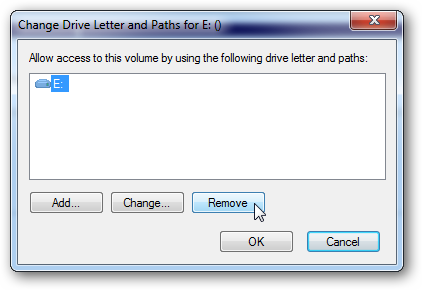 Change Drive Letter and Paths for E: ()
Allow access to this volume by using the following drive letter and paths:
E:
Add... Change... Remove
OK Cancel